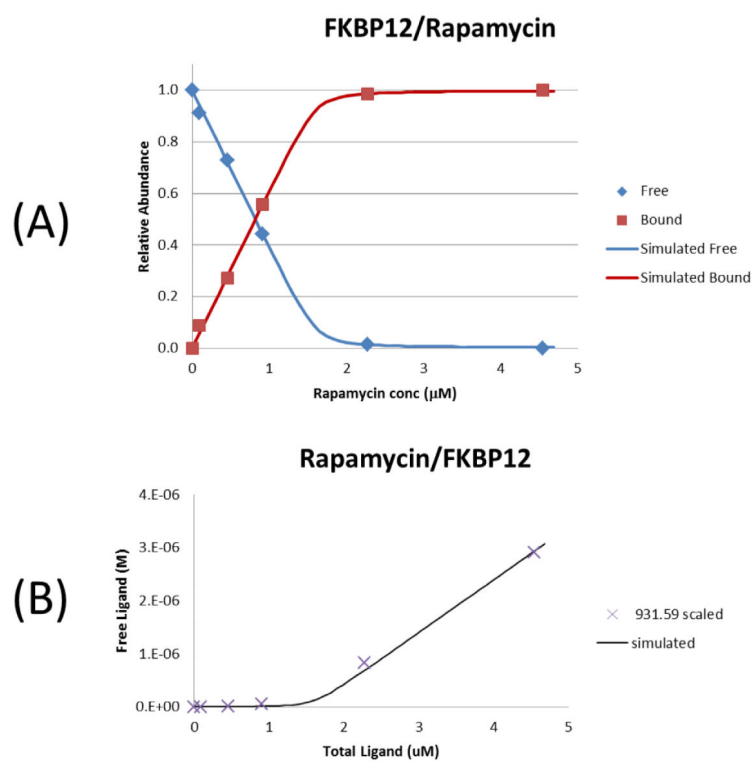 FKBP12/Rapamycin
(A)
Relative Abundance
1.0
0.8
0.6
0.4
0.2
0.0
0 1 2 3 4 5
Rapamycin conc (µM)
Free
Bound
Simulated Free
Simulated Bound
Rapamycin/FKBP12
(B)
Free Ligand (M)
4.E-06
3.E-06
2.E-06
1.E-06
0.E+00
0 1 2 3 4 5
Total Ligand (uM)
931.59 scaled
simulated